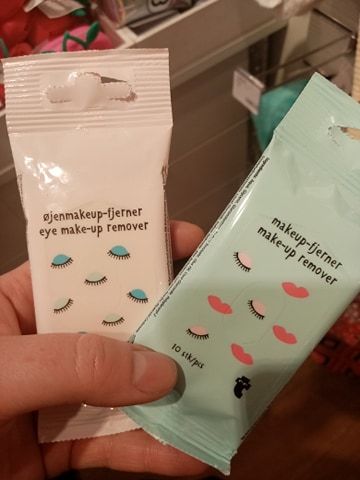 øjenmakeup-fjerner
eye make-up remover
makeup-fjerner
make-up remover
10 stk/pcs